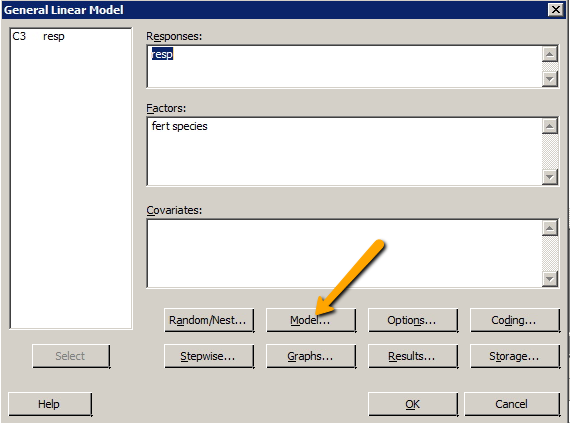 General Linear Model
C3 resp
Responses:
resp
Factors:
fert species
Covariates:
Random/Nest... Model... Options... Coding...
Select Stepwise... Graphs... Results... Storage...
Help OK Cancel